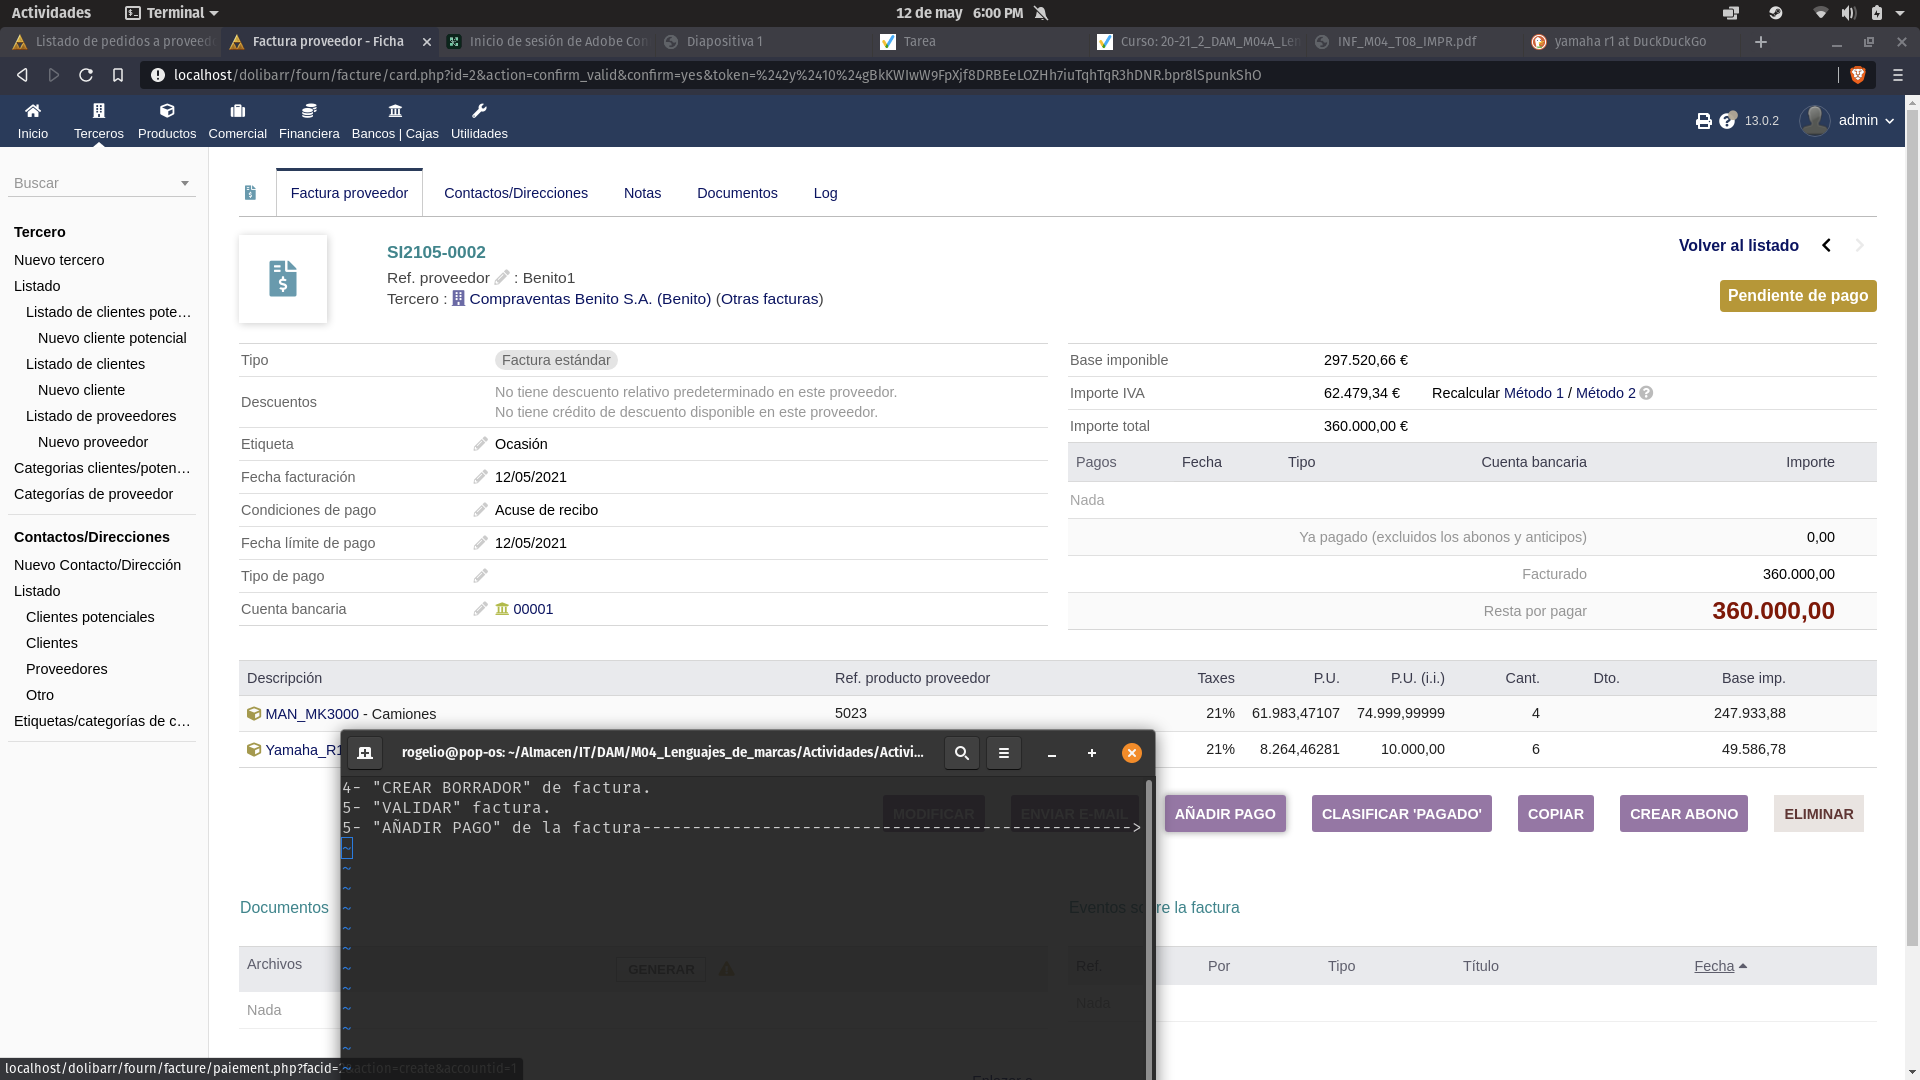 Actividades
Terminal
12 de may 6:00 PM
Listado de pedidos a proveed
Factura proveedor - Ficha
Inicio de sesión de Adobe Con
Diapositiva 1
Tarea
Curso: 20-21_2_DAM_M04A_Len
INF_M04_T08_IMPR.pdf
yamaha r1 at DuckDuckGo
localhost/dolibarr/fourn/facture/card.php?id=2&action=confirm_valid&confirm=yes&token=%242y%2410%24gBkKWIwW9FpXjf8DRBEeLOZHh7iuTqhTqR3hDNR.bpr8lSpunkShO
Inicio
Terceros
Productos
Comercial
Financiera
Bancos | Cajas
Utilidades
13.0.2
admin
Buscar
Tercero
Nuevo tercero
Listado
Listado de clientes pote…
Nuevo cliente potencial
Listado de clientes
Nuevo cliente
Listado de proveedores
Nuevo proveedor
Categorias clientes/poten…
Categorías de proveedor
Contactos/Direcciones
Nuevo Contacto/Dirección
Listado
Clientes potenciales
Clientes
Proveedores
Otro
Etiquetas/categorías de c…
Factura proveedor
Contactos/Direcciones
Notas
Documentos
Log
SI2105-0002
Ref. proveedor : Benito1
Tercero : Compraventas Benito S.A. (Benito) (Otras facturas)
Volver al listado
Pendiente de pago
Tipo Factura estándar
Descuentos
No tiene descuento relativo predeterminado en este proveedor.
No tiene crédito de descuento disponible en este proveedor.
Etiqueta Ocasión
Fecha facturación 12/05/2021
Condiciones de pago Acuse de recibo
Fecha límite de pago 12/05/2021
Tipo de pago
Cuenta bancaria 00001
Base imponible 297.520,66 €
Importe IVA 62.479,34 € Recalcular Método 1 / Método 2
Importe total 360.000,00 €
Pagos Fecha Tipo Cuenta bancaria Importe
Nada
Ya pagado (excluidos los abonos y anticipos) 0,00
Facturado 360.000,00
Resta por pagar 360.000,00
Descripción Ref. producto proveedor Taxes P.U. P.U. (i.i.) Cant. Dto. Base imp.
MAN_MK3000 - Camiones 5023 21% 61.983,47107 74.999,99999 4 247.933,88
Yamaha_R1 21% 8.264,46281 10.000,00 6 49.586,78
MODIFICAR
ENVIAR E-MAIL
AÑADIR PAGO
CLASIFICAR 'PAGADO'
COPIAR
CREAR ABONO
ELIMINAR
rogelio@pop-os: ~/Almacen/IT/DAM/M04_Lenguajes_de_marcas/Actividades/Activi...
4- "CREAR BORRADOR" de factura.
5- "VALIDAR" factura.
5- "AÑADIR PAGO" de la factura------------------------------------------------->
~
~
~
~
~
~
~
~
~
~
~
~
Documentos
Archivos
GENERAR
Nada
Eventos sobre la factura
Ref. Por Tipo Título Fecha
Nada
localhost/dolibarr/fourn/facture/paiement.php?facid=2&action=create&accountid=1